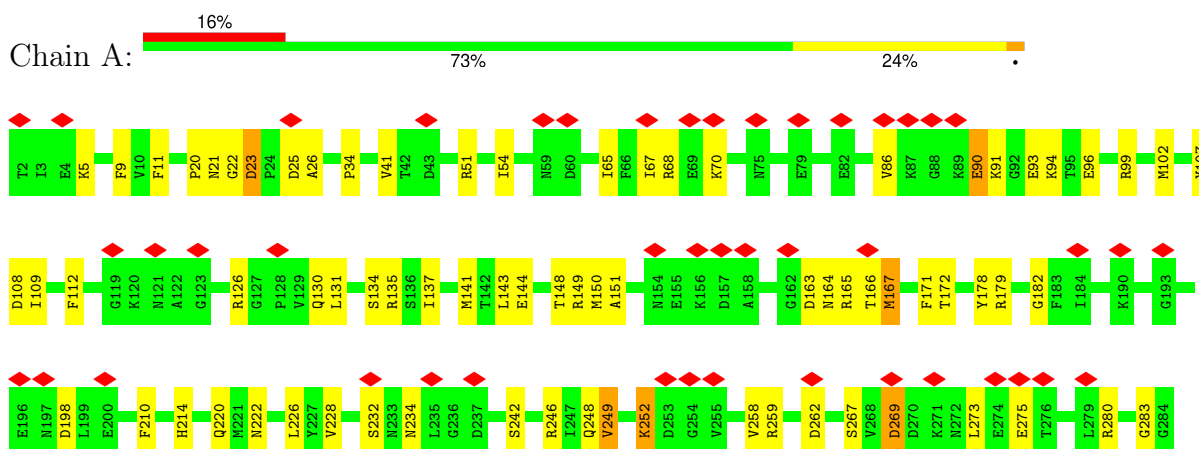 16%
Chain A:
73% 24% •
T2 I3 E4 K5 F9 V10 F11 P20 N21 G22 D23 P24 D25 A26 P34 V41 T42 D43 R51 I54 N59 D60 I65 F66 I67 R68 E69 K70 N75 E79 E82 V86 K87 G88 K89 E90 K91 G92 E93 K94 T95 E96 R99 M102
D108 I109 F112 G119 K120 N121 A122 G123 R126 G127 P128 V129 Q130 L131 S134 R135 S136 I137 M141 T142 L143 E144 T148 R149 M150 A151 N154 E155 K156 D157 A158 G162 D163 N164 R165 T166 M167 F171 T172 Y178 R179 G182 F183 I184 K190 G193
E196 N197 D198 L199 E200 F210 H214 Q220 M221 N222 L226 Y227 V228 S232 N233 N234 L235 G236 D237 S242 R246 I247 Q248 V249 K252 D253 G254 V255 V258 R259 D262 S267 V268 D269 D270 K271 N272 L273 E274 E275 T276 L279 R280 G283 G284